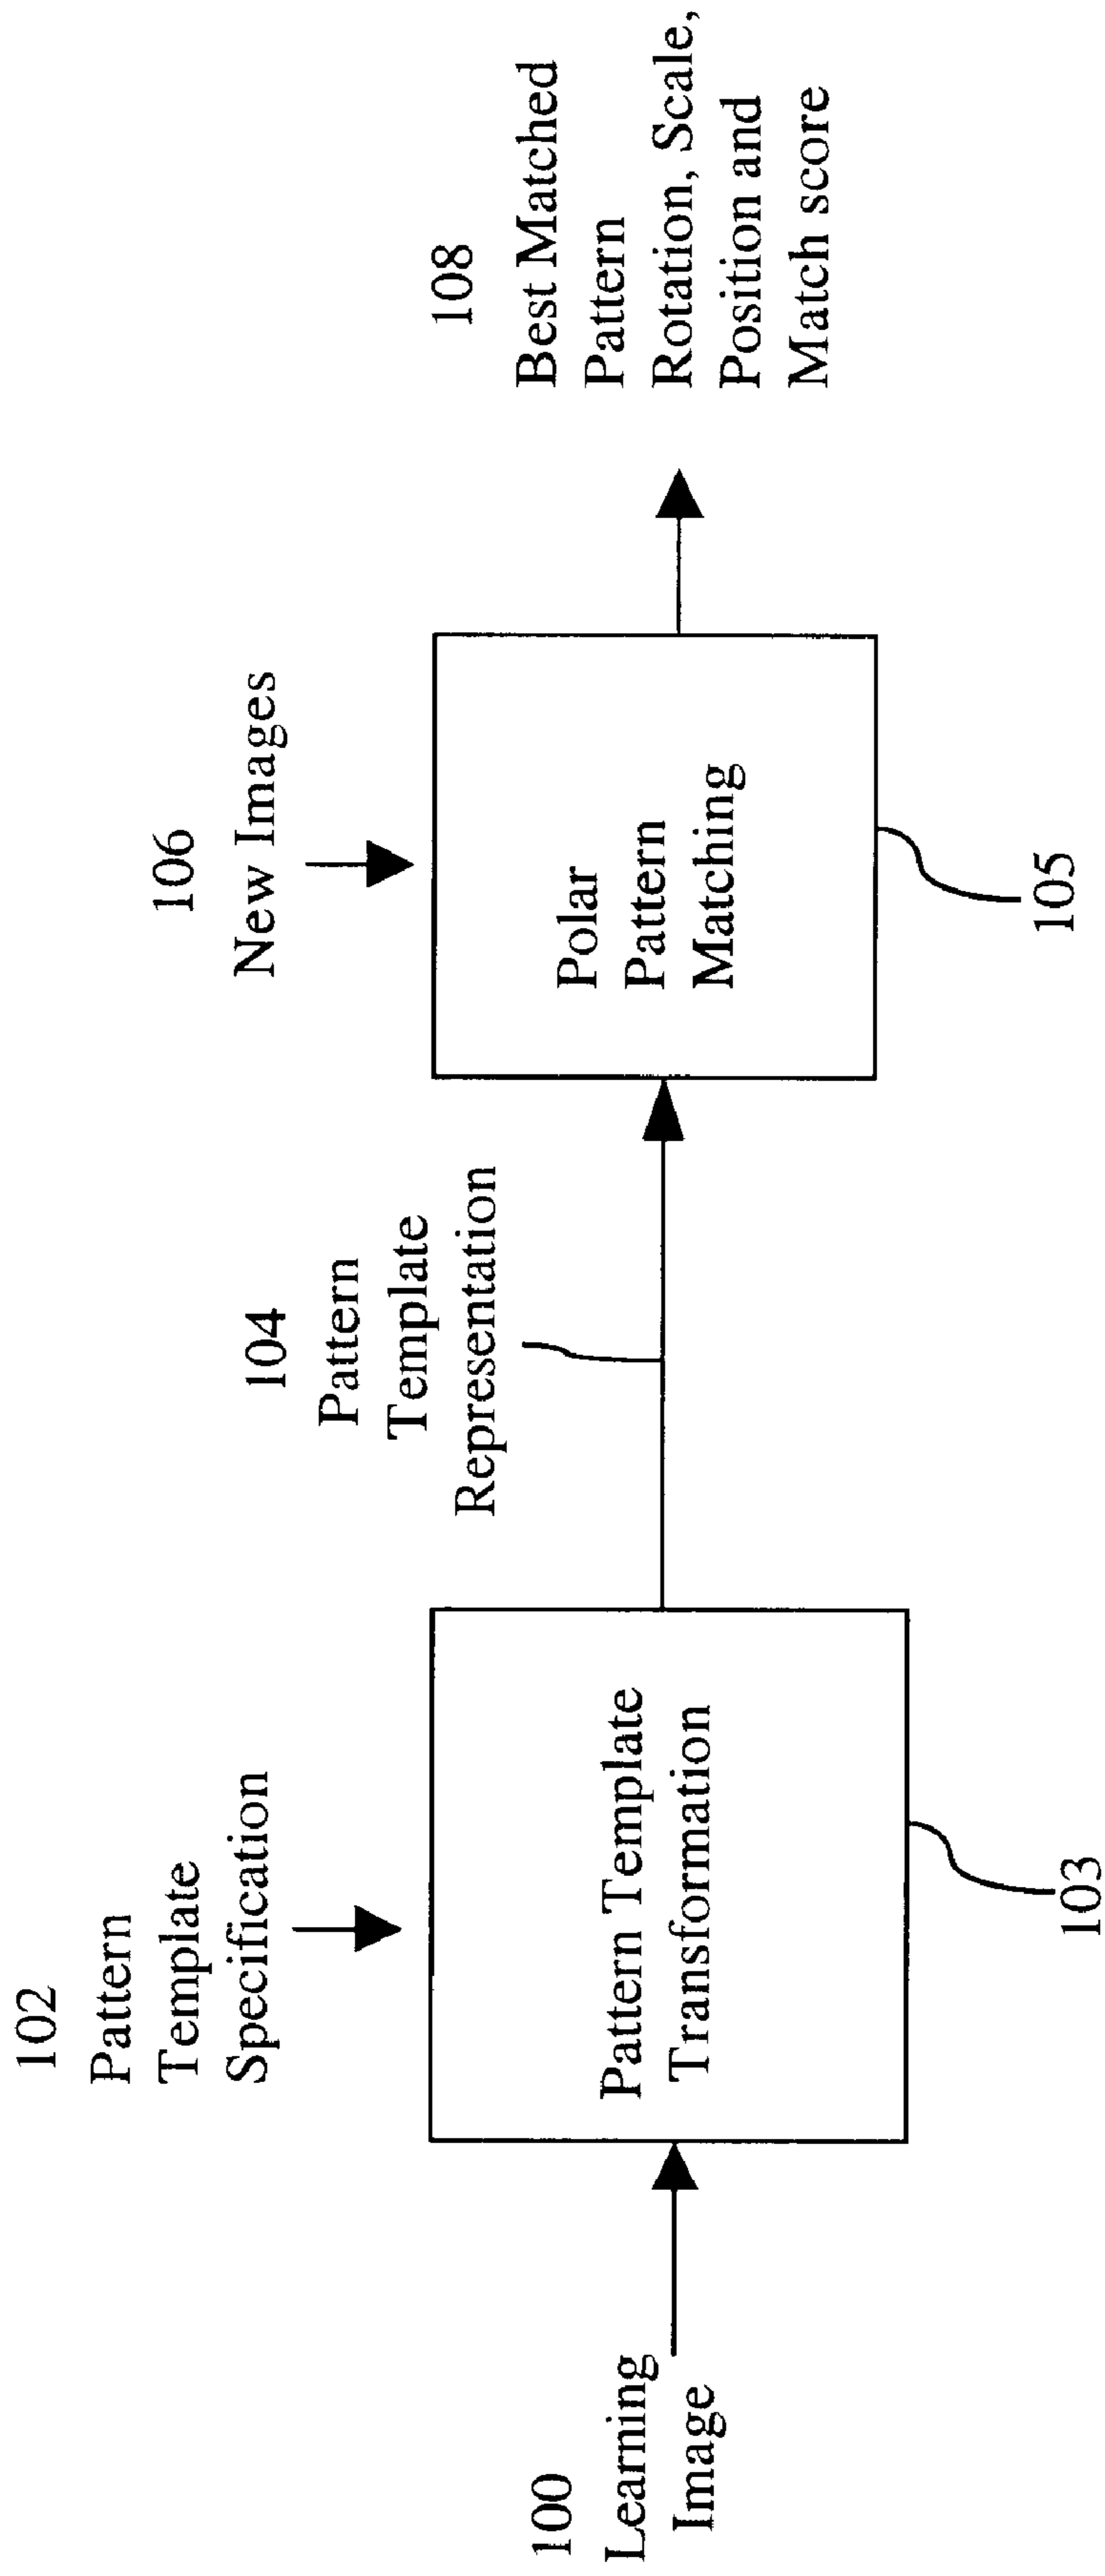 100
Learning
Image
102
Pattern
Template
Specification
Pattern Template
Transformation
103
104
Pattern
Template
Representation
106
New Images
Polar
Pattern
Matching
105
108
Best Matched
Pattern
Rotation, Scale,
Position and
Match score